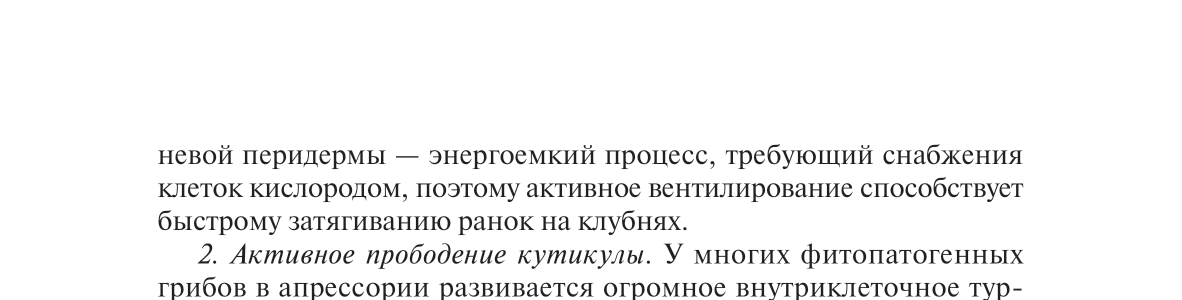 невой перидермы — энергоемкий процесс, требующий снабжения
клеток кислородом, поэтому активное вентилирование способствует
быстрому затягиванию ранок на клубнях.
2. Активное прободение кутикулы. У многих фитопатогенных
грибов в апрессории развивается огромное внутриклеточное тур-